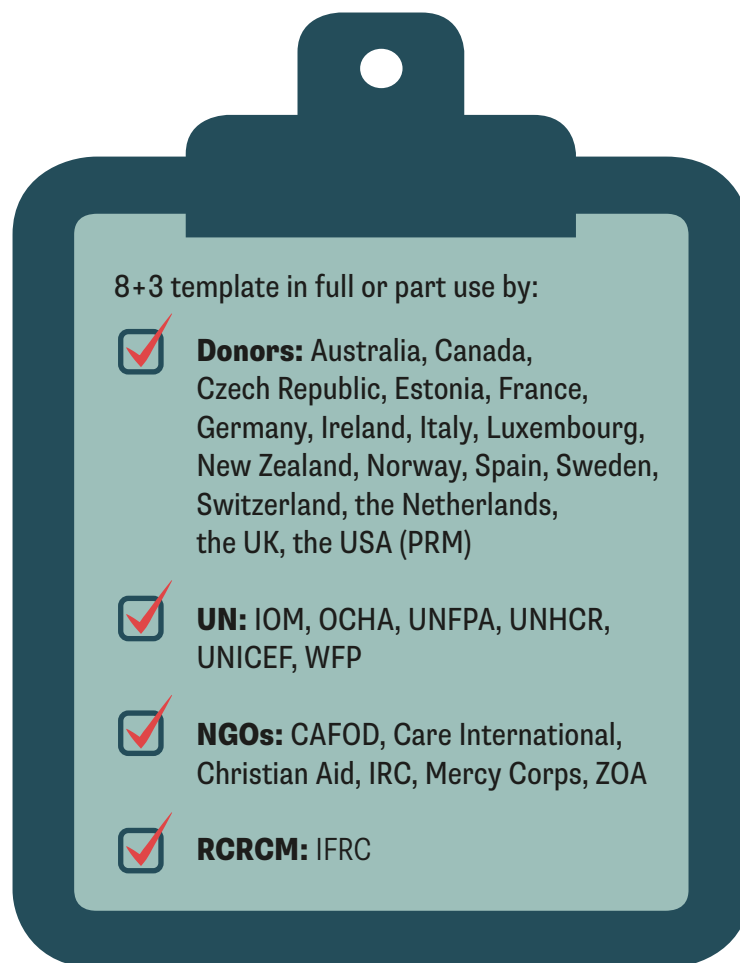 8+3 template in full or part use by:
Donors: Australia, Canada,
Czech Republic, Estonia, France,
Germany, Ireland, Italy, Luxembourg,
New Zealand, Norway, Spain, Sweden,
Switzerland, the Netherlands,
the UK, the USA (PRM)
UN: IOM, OCHA, UNFPA, UNHCR,
UNICEF, WFP
NGOs: CAFOD, Care International,
Christian Aid, IRC, Mercy Corps, ZOA
RCRCM: IFRC